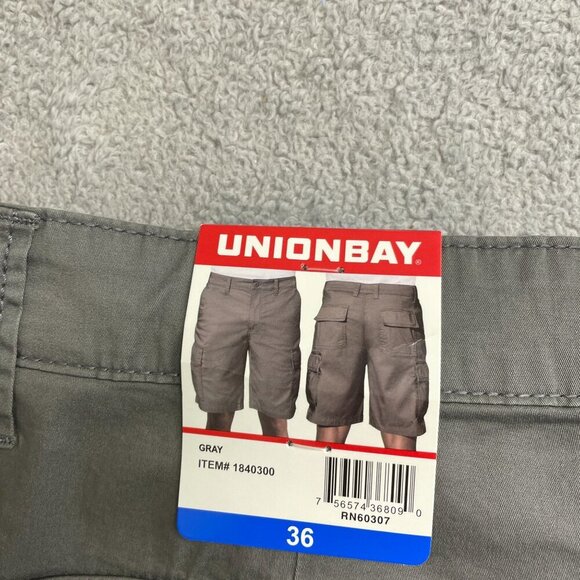 UNIONBAY®
GRAY
ITEM# 1840300
7 56574 36809 0
RN60307
36